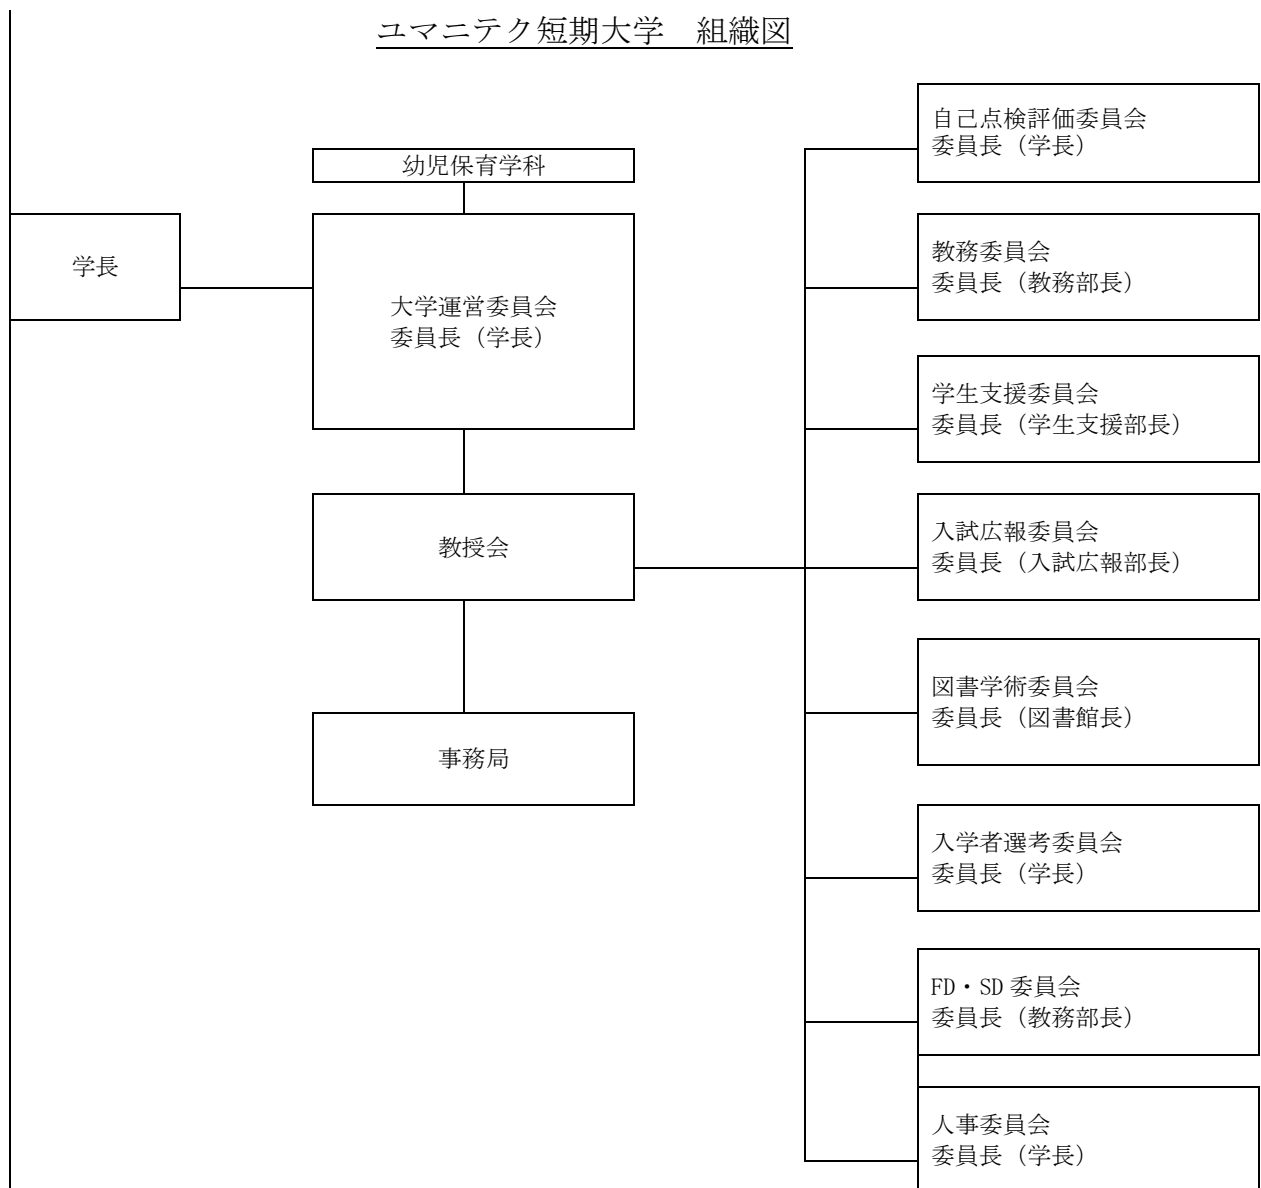 ユマニテク短期大学　組織図
幼児保育学科
学長
大学運営委員会
委員長（学長）
教授会
事務局
自己点検評価委員会
委員長（学長）
教務委員会
委員長（教務部長）
学生支援委員会
委員長（学生支援部長）
入試広報委員会
委員長（入試広報部長）
図書学術委員会
委員長（図書館長）
入学者選考委員会
委員長（学長）
FD・SD 委員会
委員長（教務部長）
人事委員会
委員長（学長）